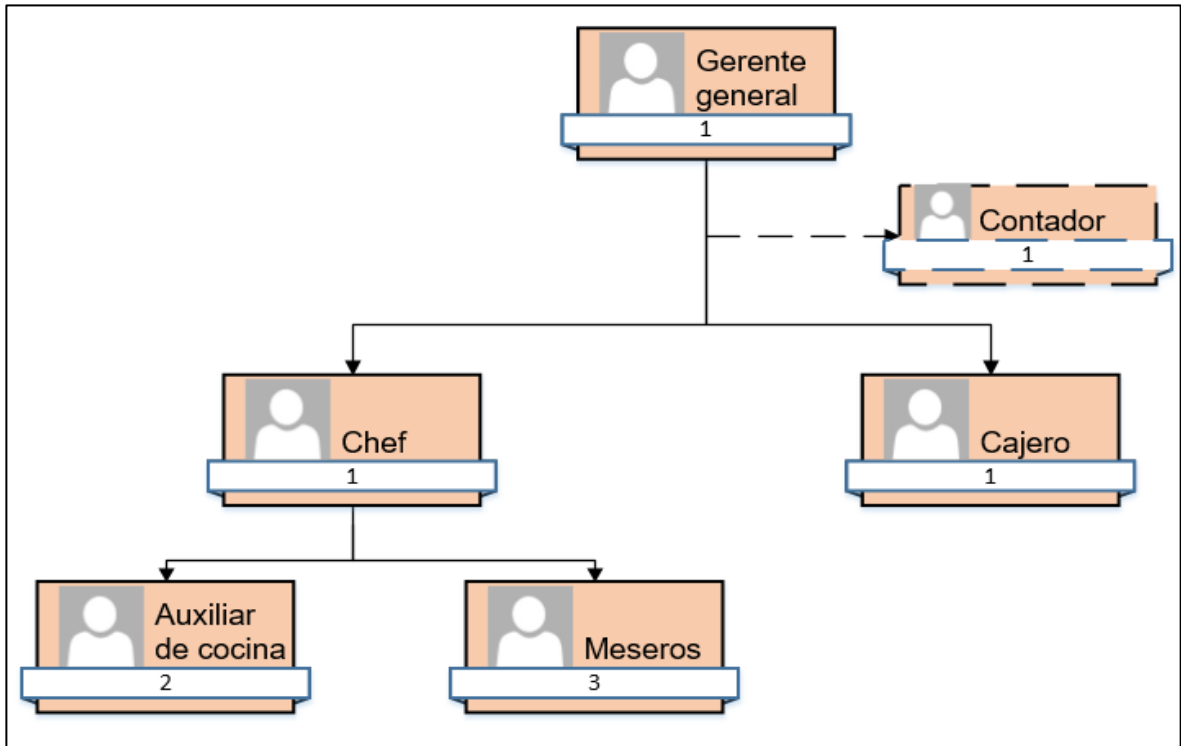 Gerente
general
1
Contador
1
Chef
1
Cajero
1
Auxiliar
de cocina
2
Meseros
3